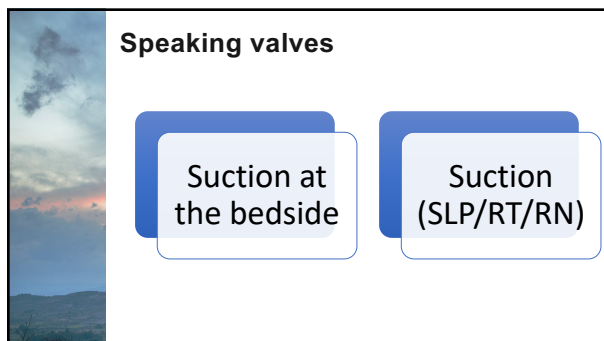 Speaking valves
Suction at
the bedside
Suction
(SLP/RT/RN)